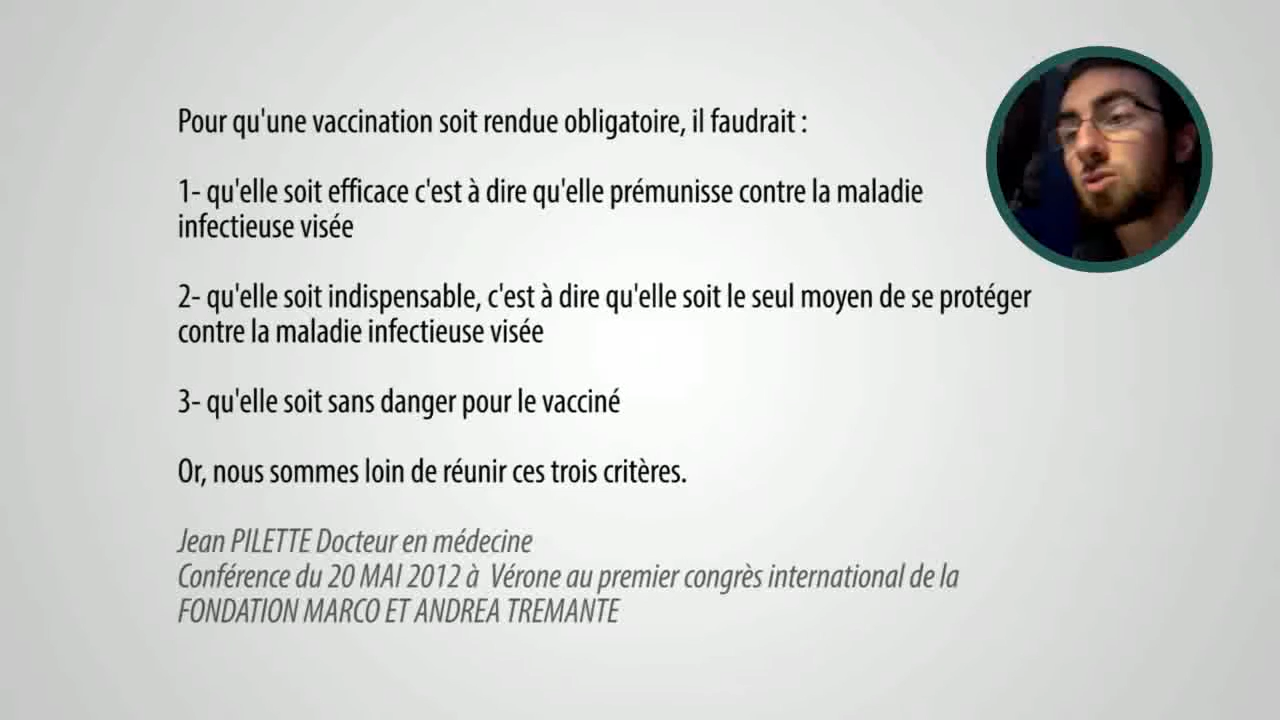 Pour qu'une vaccination soit rendue obligatoire, il faudrait :
1- qu'elle soit efficace c'est à dire qu'elle prémunisse contre la maladie
infectieuse visée
2- qu'elle soit indispensable, c'est à dire qu'elle soit le seul moyen de se protéger
contre la maladie infectieuse visée
3- qu'elle soit sans danger pour le vacciné
Or, nous sommes loin de réunir ces trois critères.
Jean PILETTE Docteur en médecine
Conférence du 20 MAI 2012 à Vérone au premier congrès international de la
FONDATION MARCO ET ANDREA TREMANTE